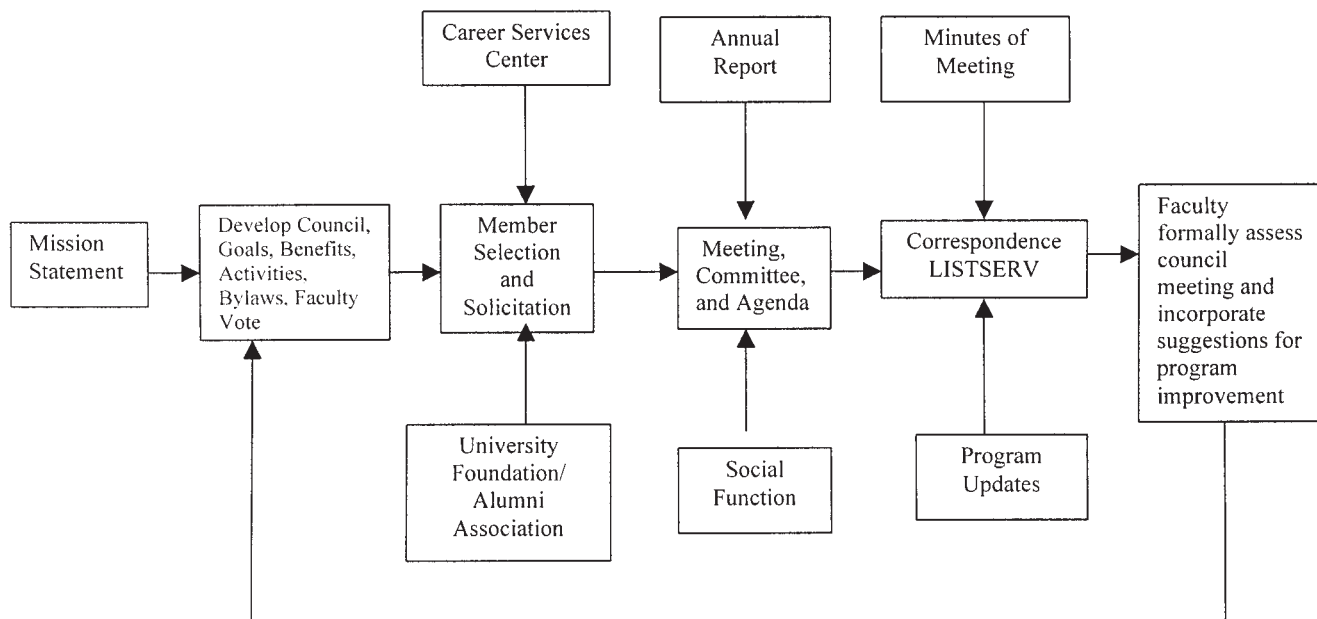 Career Services
Center
Annual
Report
Minutes of
Meeting
Mission
Statement
Develop Council,
Goals, Benefits,
Activities,
Bylaws, Faculty
Vote
Member
Selection
and
Solicitation
Meeting,
Committee,
and Agenda
Correspondence
LISTSERV
Faculty
formally assess
council
meeting and
incorporate
suggestions for
program
improvement
University
Foundation/
Alumni
Association
Social
Function
Program
Updates